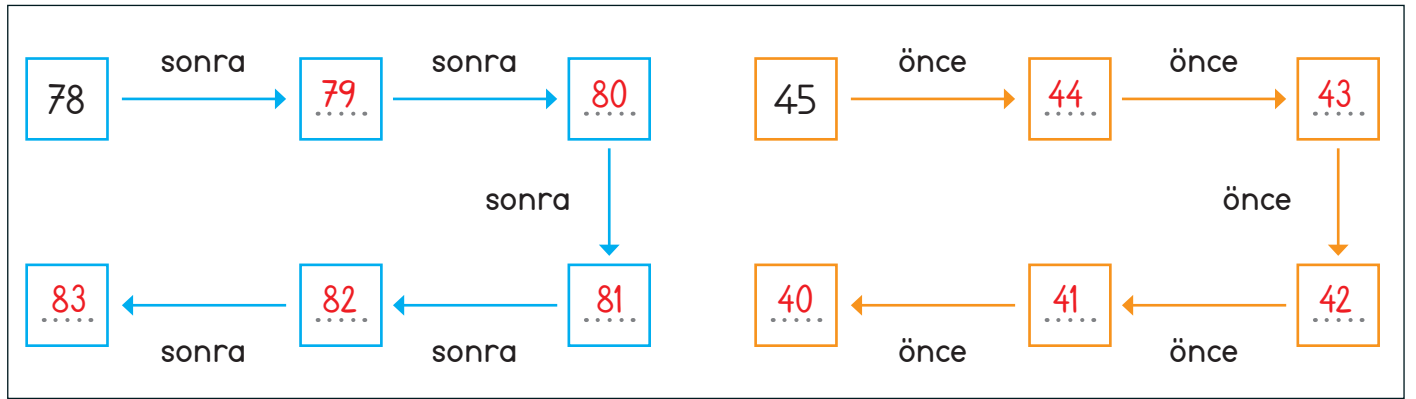 sonra sonra önce önce
78 79 80 45 44 43
sonra önce
83 82 81 40 41 42
sonra sonra önce önce